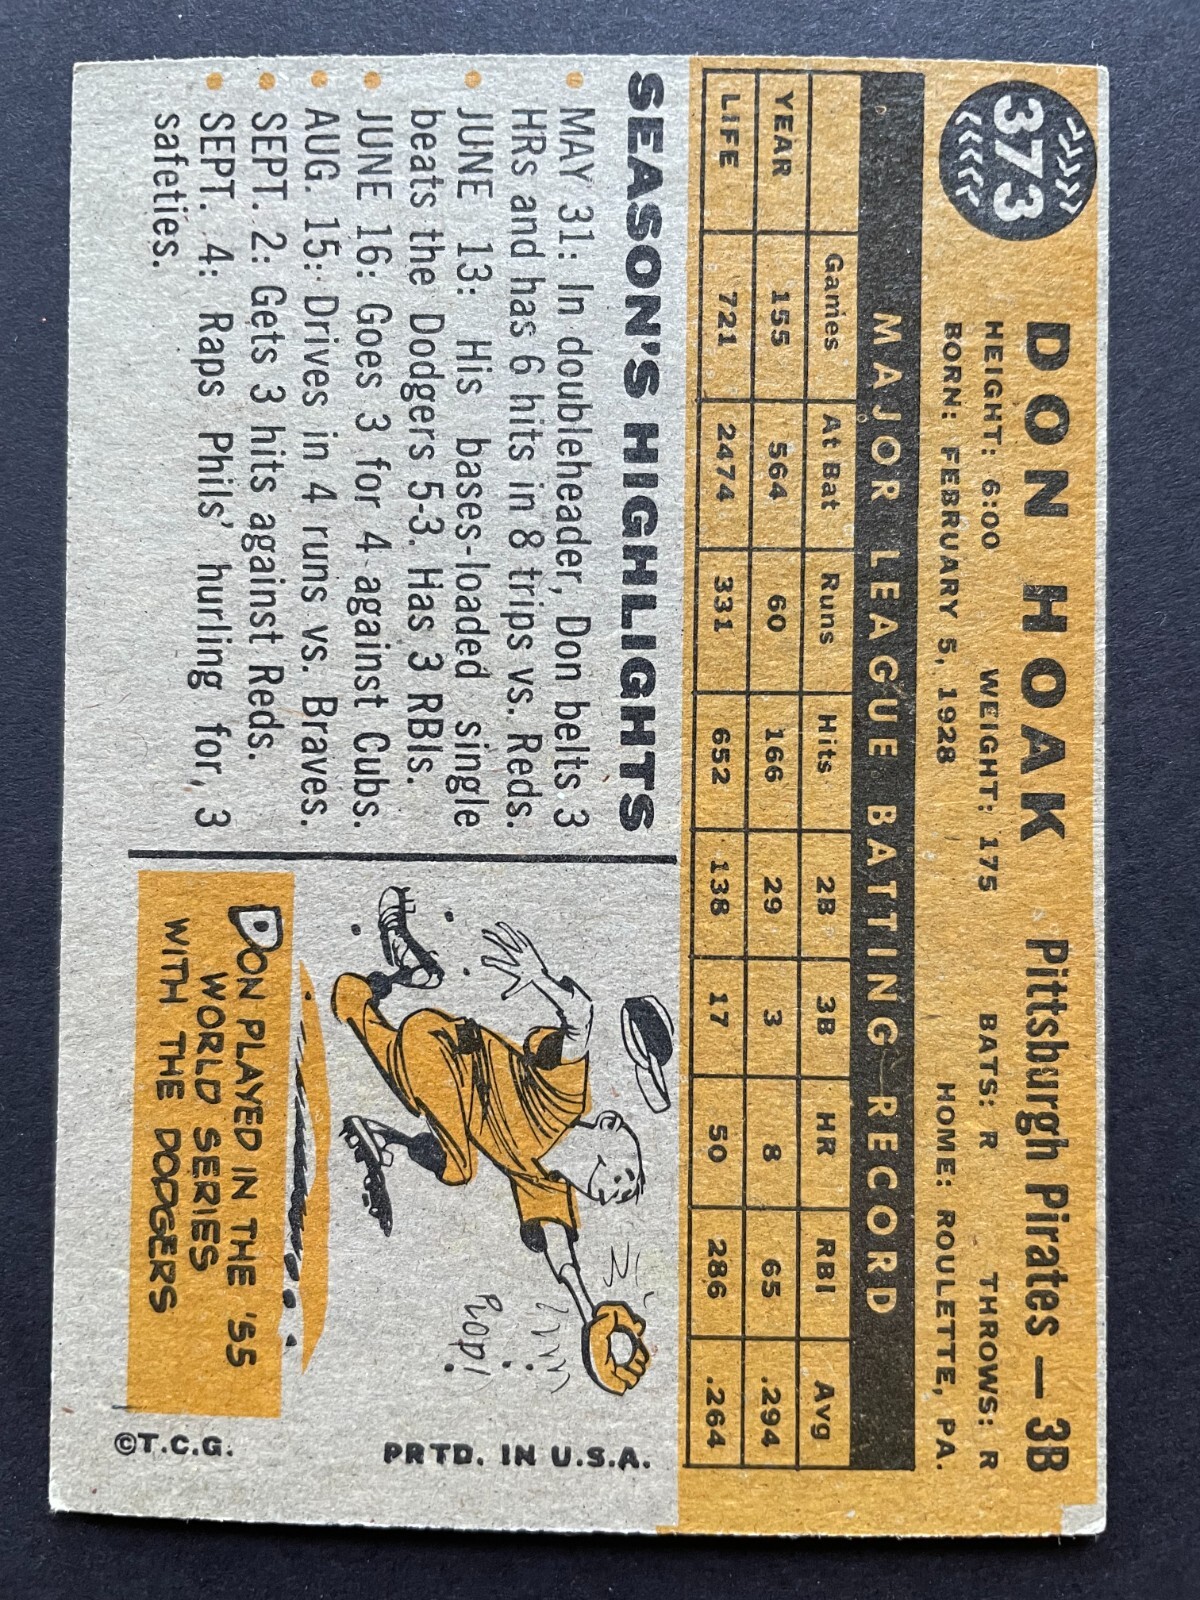 373
DON HOAK Pittsburgh Pirates — 3B
HEIGHT: 6:00 WEIGHT: 175 BATS: R THROWS: R
BORN: FEBRUARY 5, 1928 HOME: ROULETTE, PA.
MAJOR LEAGUE BATTING RECORD
Games At Bat Runs Hits 2B 3B HR RBI Avg
YEAR 155 564 60 166 29 3 8 65 .294
LIFE 721 2474 331 652 138 17 50 286 .264
SEASON'S HIGHLIGHTS
• MAY 31: In doubleheader, Don belts 3
HRs and has 6 hits in 8 trips vs. Reds.
• JUNE 13: His bases-loaded single
beats the Dodgers 5-3. Has 3 RBIs.
• JUNE 16: Goes 3 for 4 against Cubs.
• AUG. 15: Drives in 4 runs vs. Braves.
• SEPT. 2: Gets 3 hits against Reds.
• SEPT. 4: Raps Phils' hurling for, 3
safeties.
POP!
DON PLAYED IN THE '55
WORLD SERIES
WITH THE DODGERS
PRTD. IN U.S.A.
©T.C.G.